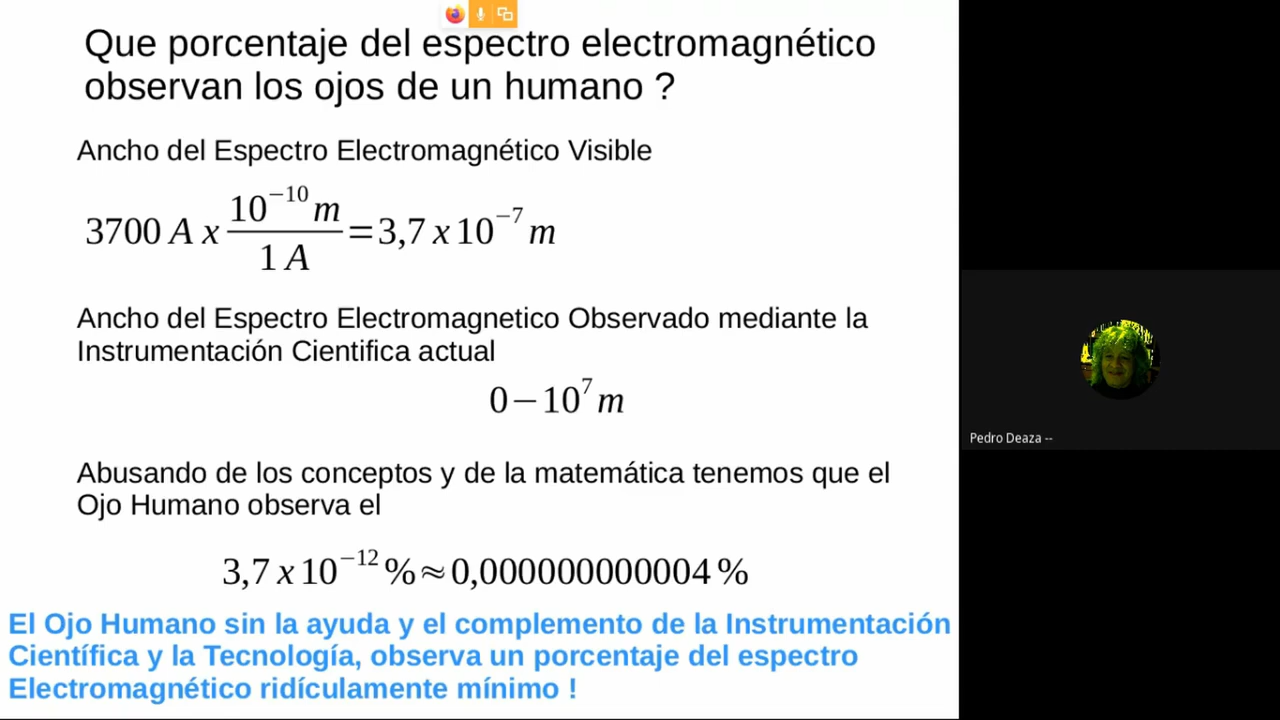 Que porcentaje del espectro electromagnético
observan los ojos de un humano ?
Ancho del Espectro Electromagnético Visible
3700 A x 10^−10 m / 1 A = 3,7 x 10^−7 m
Ancho del Espectro Electromagnetico Observado mediante la
Instrumentación Cientifica actual
0 − 10^7 m
Abusando de los conceptos y de la matemática tenemos que el
Ojo Humano observa el
3,7 x 10^−12 % ≈ 0,000000000004 %
El Ojo Humano sin la ayuda y el complemento de la Instrumentación
Científica y la Tecnología, observa un porcentaje del espectro
Electromagnético ridículamente mínimo !
Pedro Deaza --